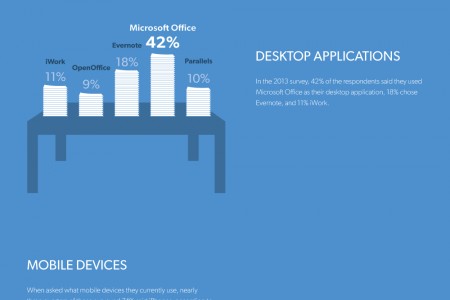 Microsoft Office
42%
Evernote
18%
iWork
11%
OpenOffice
9%
Parallels
10%
DESKTOP APPLICATIONS
In the 2013 survey, 42% of the respondents said they used
Microsoft Office as their desktop application, 18% chose
Evernote, and 11% iWork.
MOBILE DEVICES
When asked what mobile devices they currently use, nearly